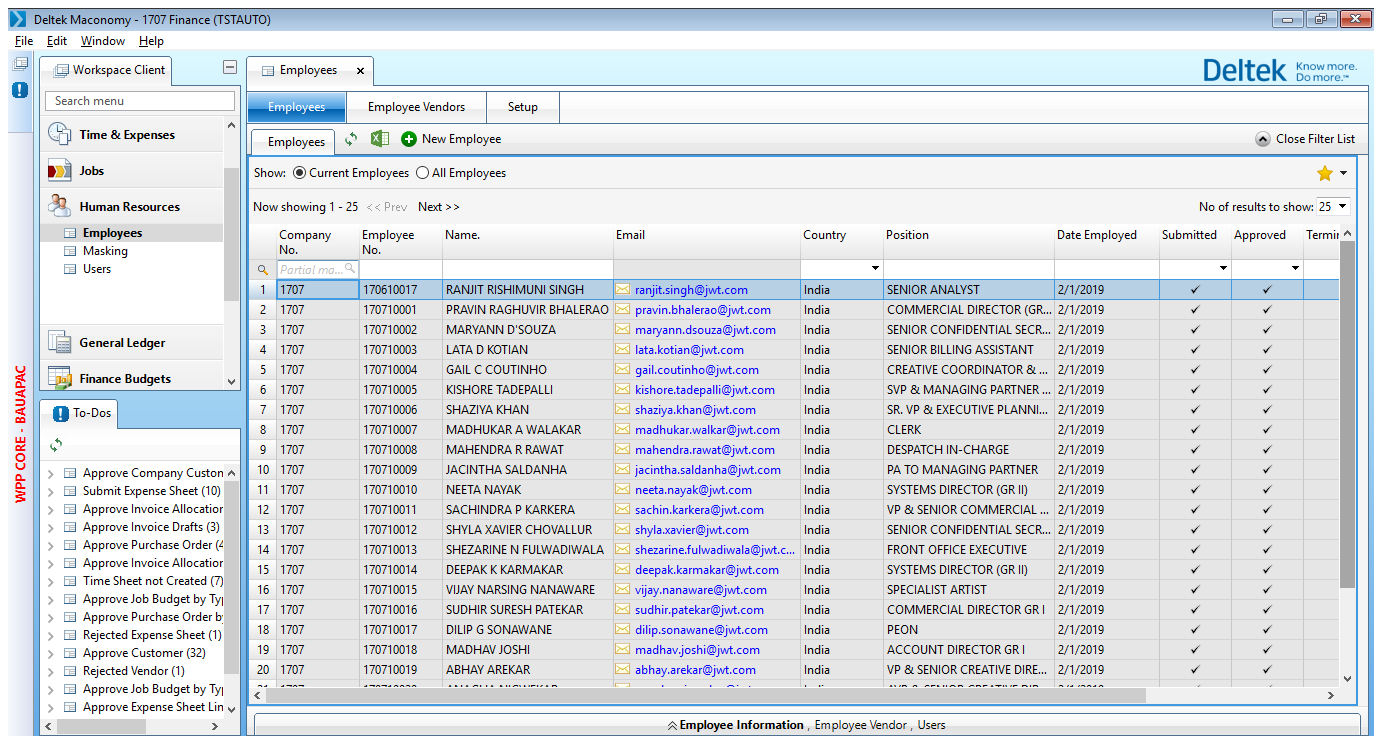 Deltek Maconomy - 1707 Finance (TSTAUTO)
File Edit Window Help
Workspace Client
Search menu
Time & Expenses
Jobs
Human Resources
Employees
Masking
Users
General Ledger
Finance Budgets
WPP CORE - BAUAPAC
To-Dos
Approve Company Custon
Submit Expense Sheet (10)
Approve Invoice Allocation
Approve Invoice Drafts (3)
Approve Purchase Order (4
Approve Invoice Allocation
Time Sheet not Created (7)
Approve Job Budget by Typ
Approve Purchase Order by
Rejected Expense Sheet (1)
Approve Customer (32)
Rejected Vendor (1)
Approve Job Budget by Typ
Approve Expense Sheet Lin
Employees
Deltek Know more. Do more.™
Employees Employee Vendors Setup
Employees New Employee Close Filter List
Show: Current Employees All Employees
Now showing 1 - 25 << Prev Next >> No of results to show: 25
Company No. Employee No. Name. Email Country Position Date Employed Submitted Approved Termin
Partial ma...
1 1707 170610017 RANJIT RISHIMUNI SINGH ranjit.singh@jwt.com India SENIOR ANALYST 2/1/2019 ✓ ✓
2 1707 170710001 PRAVIN RAGHUVIR BHALERAO pravin.bhalerao@jwt.com India COMMERCIAL DIRECTOR (GR... 2/1/2019 ✓ ✓
3 1707 170710002 MARYANN D'SOUZA maryann.dsouza@jwt.com India SENIOR CONFIDENTIAL SECR... 2/1/2019 ✓ ✓
4 1707 170710003 LATA D KOTIAN lata.kotian@jwt.com India SENIOR BILLING ASSISTANT 2/1/2019 ✓ ✓
5 1707 170710004 GAIL C COUTINHO gail.coutinho@jwt.com India CREATIVE COORDINATOR & ... 2/1/2019 ✓ ✓
6 1707 170710005 KISHORE TADEPALLI kishore.tadepalli@jwt.com India SVP & MANAGING PARTNER ... 2/1/2019 ✓ ✓
7 1707 170710006 SHAZIYA KHAN shaziya.khan@jwt.com India SR. VP & EXECUTIVE PLANNI... 2/1/2019 ✓ ✓
8 1707 170710007 MADHUKAR A WALAKAR madhukar.walkar@jwt.com India CLERK 2/1/2019 ✓ ✓
9 1707 170710008 MAHENDRA R RAWAT mahendra.rawat@jwt.com India DESPATCH IN-CHARGE 2/1/2019 ✓ ✓
10 1707 170710009 JACINTHA SALDANHA jacintha.saldanha@jwt.com India PA TO MANAGING PARTNER 2/1/2019 ✓ ✓
11 1707 170710010 NEETA NAYAK neeta.nayak@jwt.com India SYSTEMS DIRECTOR (GR II) 2/1/2019 ✓ ✓
12 1707 170710011 SACHINDRA P KARKERA sachin.karkera@jwt.com India VP & SENIOR COMMERCIAL ... 2/1/2019 ✓ ✓
13 1707 170710012 SHYLA XAVIER CHOVALLUR shyla.xavier@jwt.com India SENIOR CONFIDENTIAL SECR... 2/1/2019 ✓ ✓
14 1707 170710013 SHEZARINE N FULWADIWALA shezarine.fulwadiwala@jwt.c... India FRONT OFFICE EXECUTIVE 2/1/2019 ✓ ✓
15 1707 170710014 DEEPAK K KARMAKAR deepak.karmakar@jwt.com India SYSTEMS DIRECTOR (GR II) 2/1/2019 ✓ ✓
16 1707 170710015 VIJAY NARSING NANAWARE vijay.nanaware@jwt.com India SPECIALIST ARTIST 2/1/2019 ✓ ✓
17 1707 170710016 SUDHIR SURESH PATEKAR sudhir.patekar@jwt.com India COMMERCIAL DIRECTOR GR I 2/1/2019 ✓ ✓
18 1707 170710017 DILIP G SONAWANE dilip.sonawane@jwt.com India PEON 2/1/2019 ✓ ✓
19 1707 170710018 MADHAV JOSHI madhav.joshi@jwt.com India ACCOUNT DIRECTOR GR I 2/1/2019 ✓ ✓
20 1707 170710019 ABHAY AREKAR abhay.arekar@jwt.com India VP & SENIOR CREATIVE DIRE... 2/1/2019 ✓ ✓
Employee Information , Employee Vendor , Users